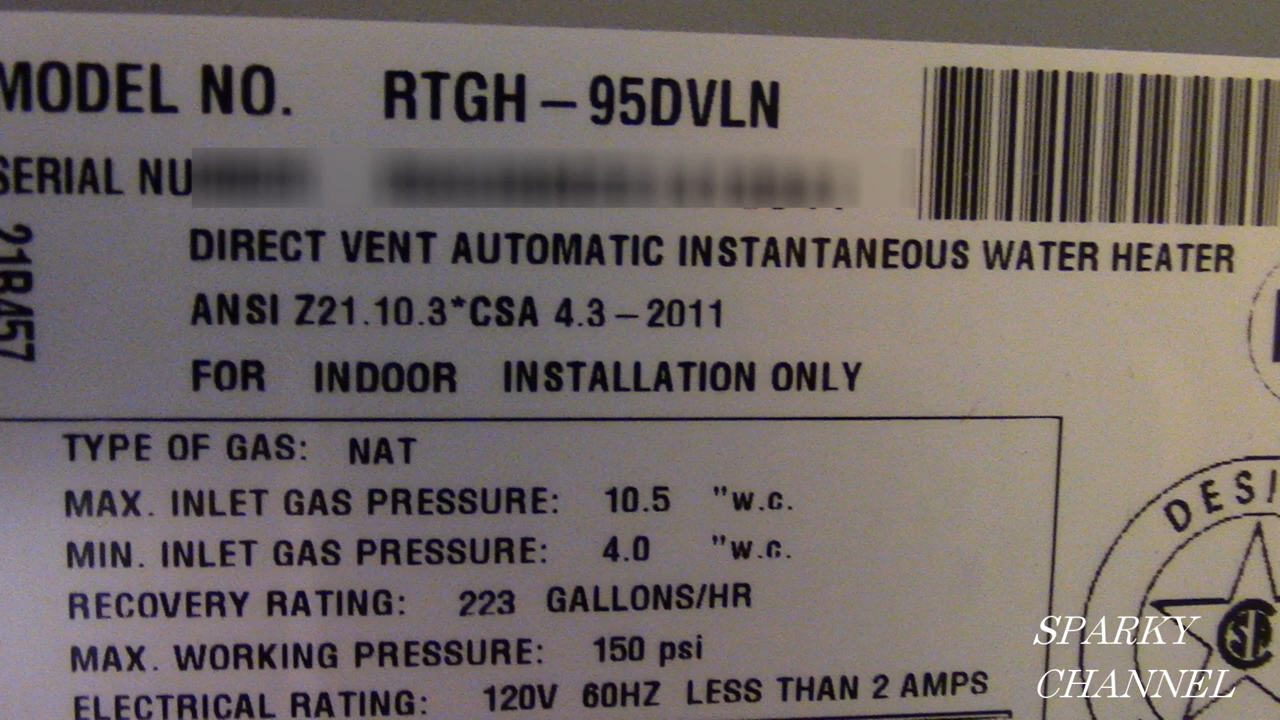 MODEL NO. RTGH-95DVLN
SERIAL NU
DIRECT VENT AUTOMATIC INSTANTANEOUS WATER HEATER
ANSI Z21.10.3*CSA 4.3-2011
FOR INDOOR INSTALLATION ONLY
21B457
TYPE OF GAS: NAT
MAX. INLET GAS PRESSURE: 10.5 "w.c.
MIN. INLET GAS PRESSURE: 4.0 "w.c.
RECOVERY RATING: 223 GALLONS/HR
MAX. WORKING PRESSURE: 150 psi
ELECTRICAL RATING: 120V 60HZ LESS THAN 2 AMPS
DESI
SA
SPARKY
CHANNEL